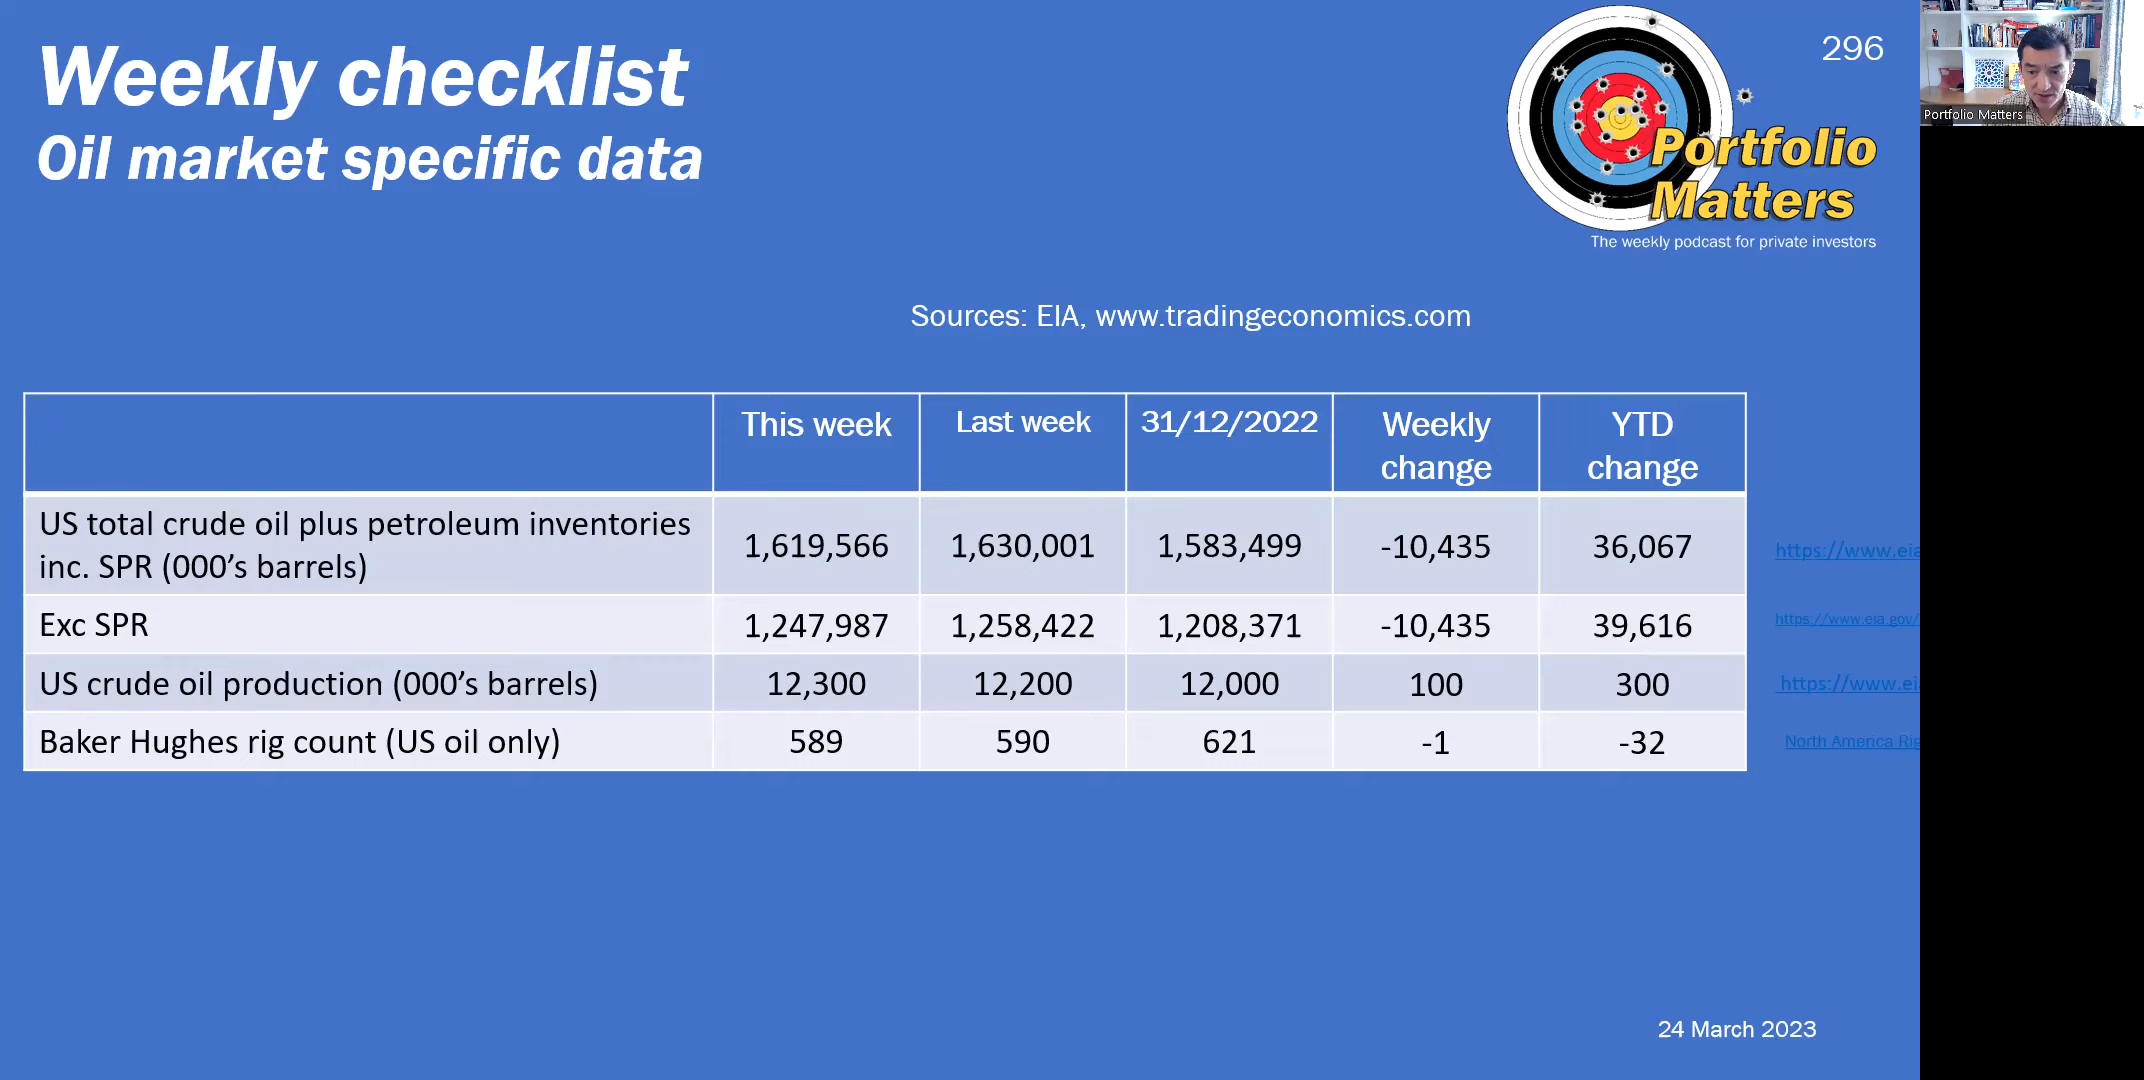 Weekly checklist
Oil market specific data
296
Portfolio
Matters
The weekly podcast for private investors
Portfolio Matters
Sources: EIA, www.tradingeconomics.com
This week Last week 31/12/2022 Weekly change YTD change
US total crude oil plus petroleum inventories
inc. SPR (000’s barrels) 1,619,566 1,630,001 1,583,499 -10,435 36,067 https://www.eia
Exc SPR 1,247,987 1,258,422 1,208,371 -10,435 39,616 https://www.eia.gov/
US crude oil production (000’s barrels) 12,300 12,200 12,000 100 300 https://www.ei
Baker Hughes rig count (US oil only) 589 590 621 -1 -32 North America Rig
24 March 2023